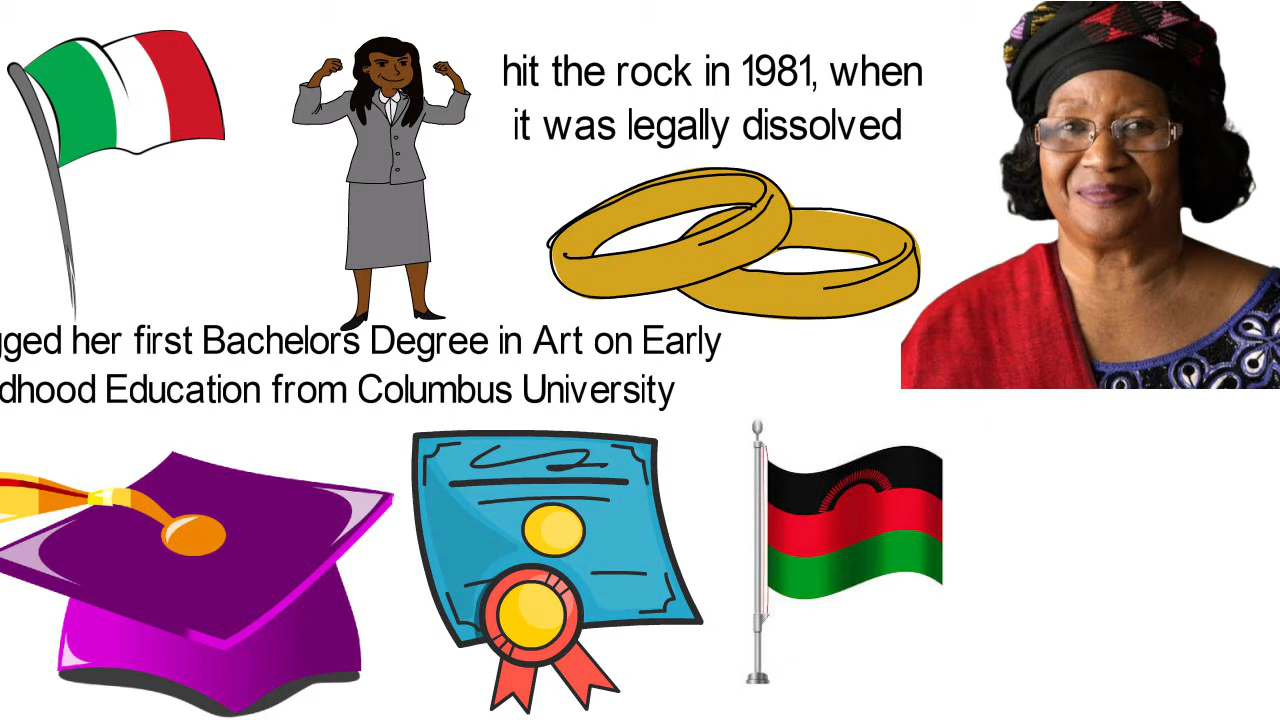 hit the rock in 1981, when
it was legally dissolved
gged her first Bachelors Degree in Art on Early
dhood Education from Columbus University